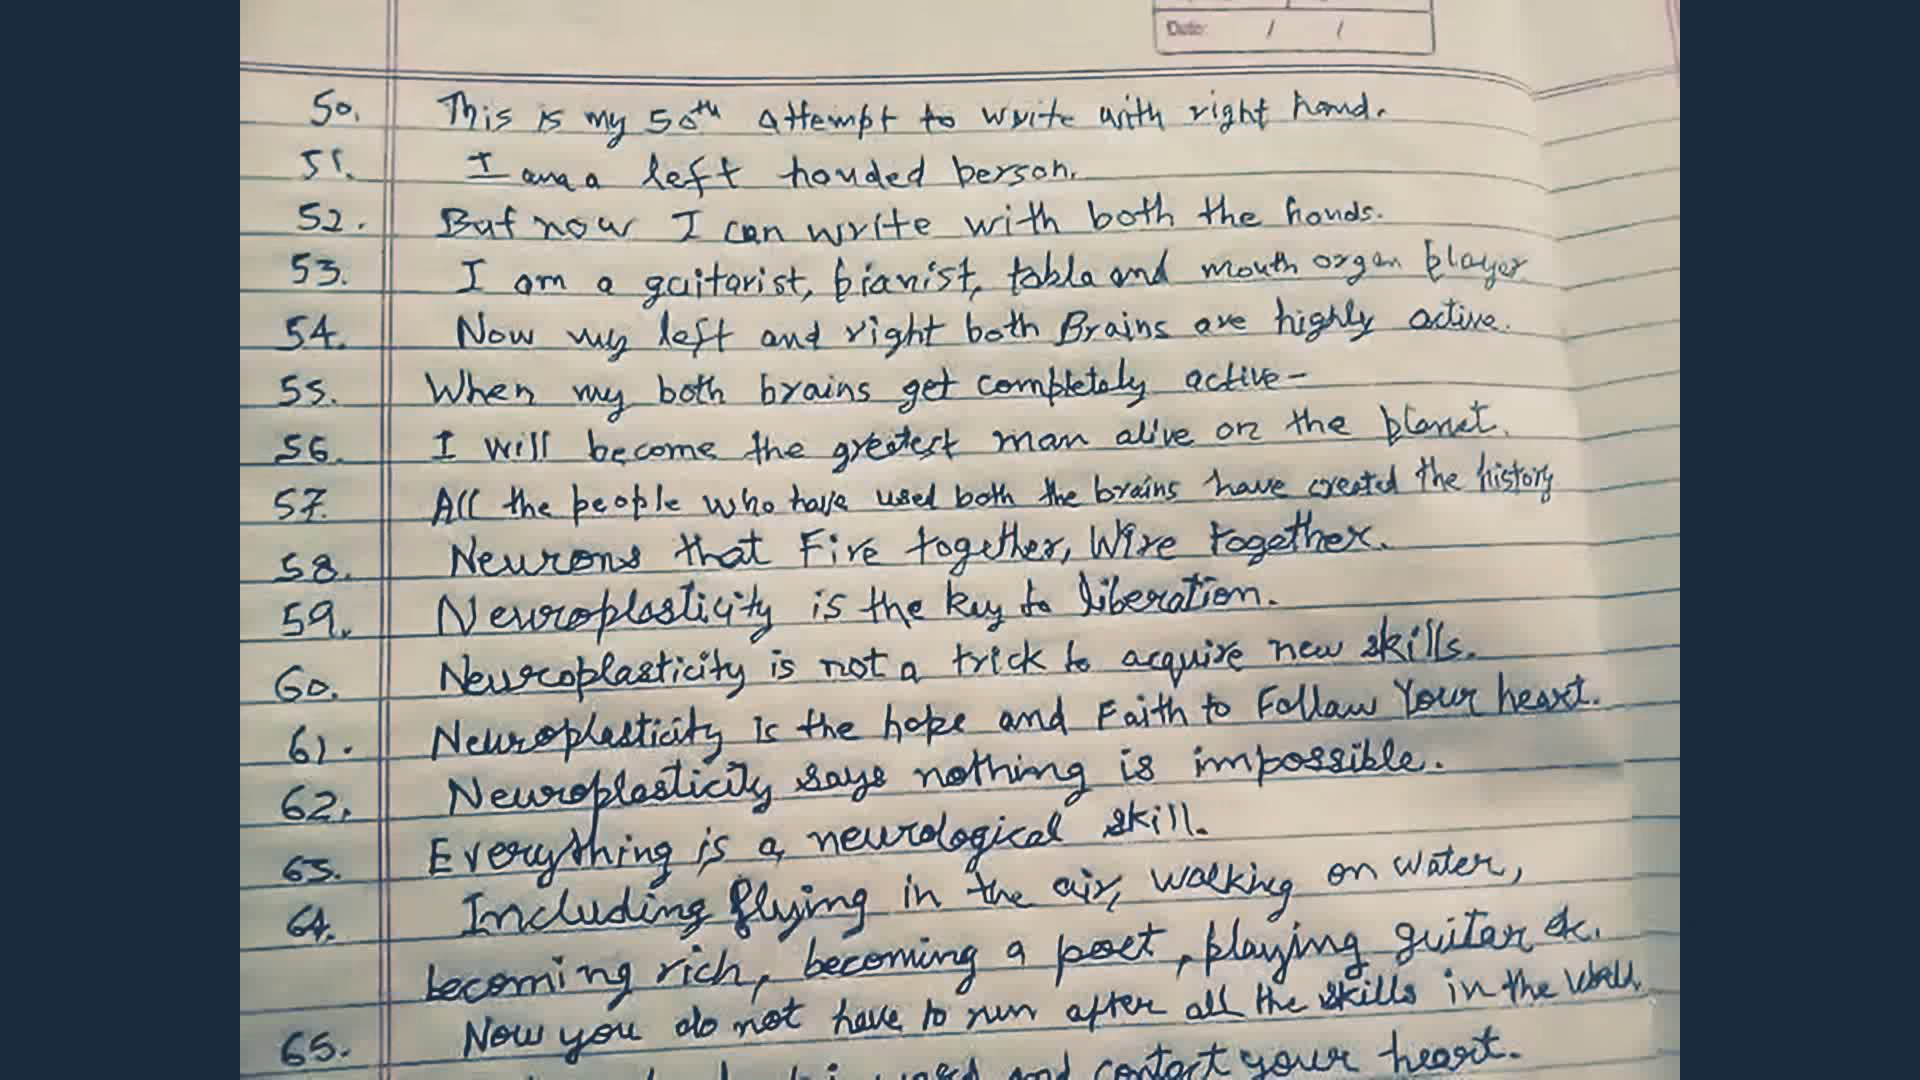 Date: / /
50. This is my 50th attempt to write with right hand.
51. I am a left handed person.
52. But now I can write with both the hands.
53. I am a guitarist, pianist, tabla and mouth organ player
54. Now my left and right both Brains are highly active.
55. When my both brains get completely active-
56. I will become the greatest man alive on the planet.
57. All the people who have used both the brains have created the history
58. Neurons that Fire together, Wire together.
59. Neuroplasticity is the key to liberation.
60. Neuroplasticity is not a trick to acquire new skills.
61. Neuroplasticity is the hope and Faith to Follow Your heart.
62. Neuroplasticity says nothing is impossible.
63. Everything is a neurological skill.
64. Including flying in the air, walking on water,
becoming rich, becoming a poet, playing guitar etc.
65. Now you do not have to run after all the skills in the world.
and contact your heart.